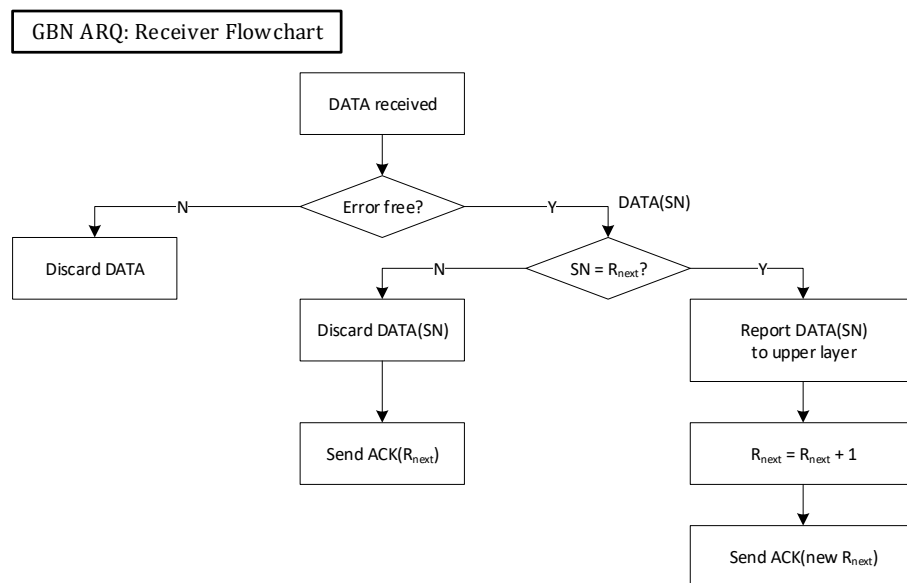 GBN ARQ: Receiver Flowchart
DATA received
Error free?
N
Y
DATA(SN)
Discard DATA
SN = Rnext?
N
Y
Discard DATA(SN)
Report DATA(SN)
to upper layer
Send ACK(Rnext)
Rnext = Rnext + 1
Send ACK(new Rnext)